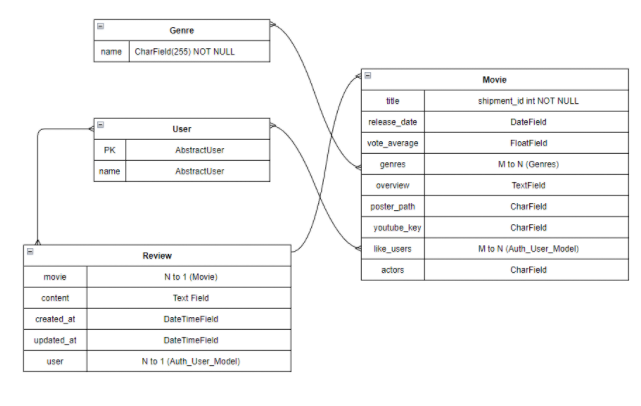 Genre
name CharField(255) NOT NULL
User
PK AbstractUser
name AbstractUser
Review
movie N to 1 (Movie)
content Text Field
created_at DateTimeField
updated_at DateTimeField
user N to 1 (Auth_User_Model)
Movie
title shipment_id int NOT NULL
release_date DateField
vote_average FloatField
genres M to N (Genres)
overview TextField
poster_path CharField
youtube_key CharField
like_users M to N (Auth_User_Model)
actors CharField